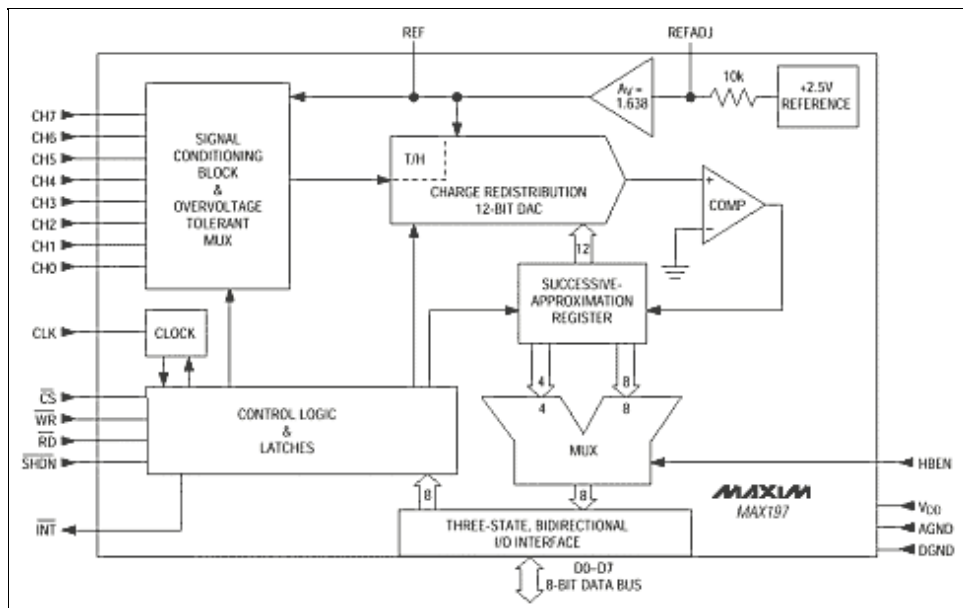 REF
REFADJ
10k
+2.5V
REFERENCE
AV =
1.638
CH7
CH6
CH5
CH4
CH3
CH2
CH1
CH0
SIGNAL
CONDITIONING
BLOCK
&
OVERVOLTAGE
TOLERANT
MUX
T/H
CHARGE REDISTRIBUTION
12-BIT DAC
+
COMP
−
12
SUCCESSIVE-
APPROXIMATION
REGISTER
CLK
CLOCK
4
8
4
8
MUX
CS
WR
RD
SHDN
CONTROL LOGIC
&
LATCHES
HBEN
8
8
INT
THREE-STATE, BIDIRECTIONAL
I/O INTERFACE
D0–D7
8-BIT DATA BUS
MAXIM
MAX197
VDD
AGND
DGND